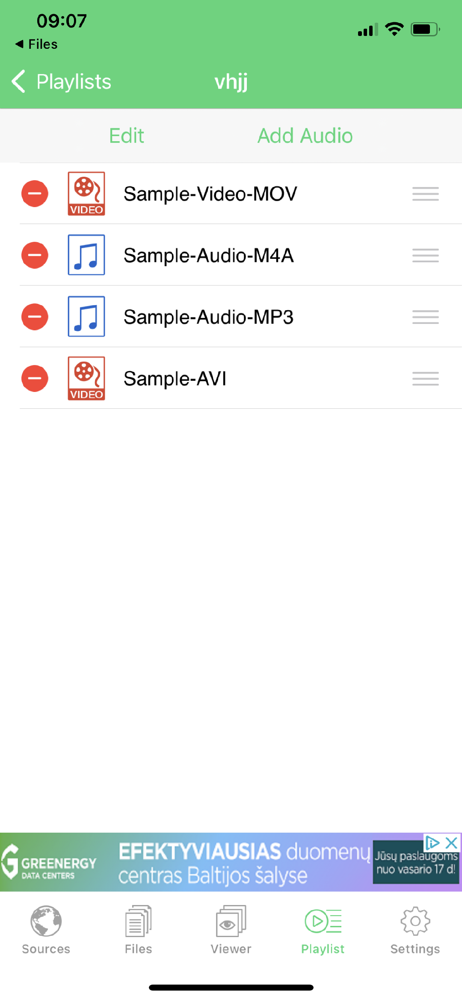 09:07
◀ Files
Playlists
vhjj
Edit
Add Audio
VIDEO
Sample-Video-MOV
Sample-Audio-M4A
Sample-Audio-MP3
VIDEO
Sample-AVI
GREENERGY
DATA CENTERS
EFEKTYVIAUSIAS duomenų
centras Baltijos šalyse
Jūsų paslaugoms
nuo vasario 17 d!
Sources
Files
Viewer
Playlist
Settings